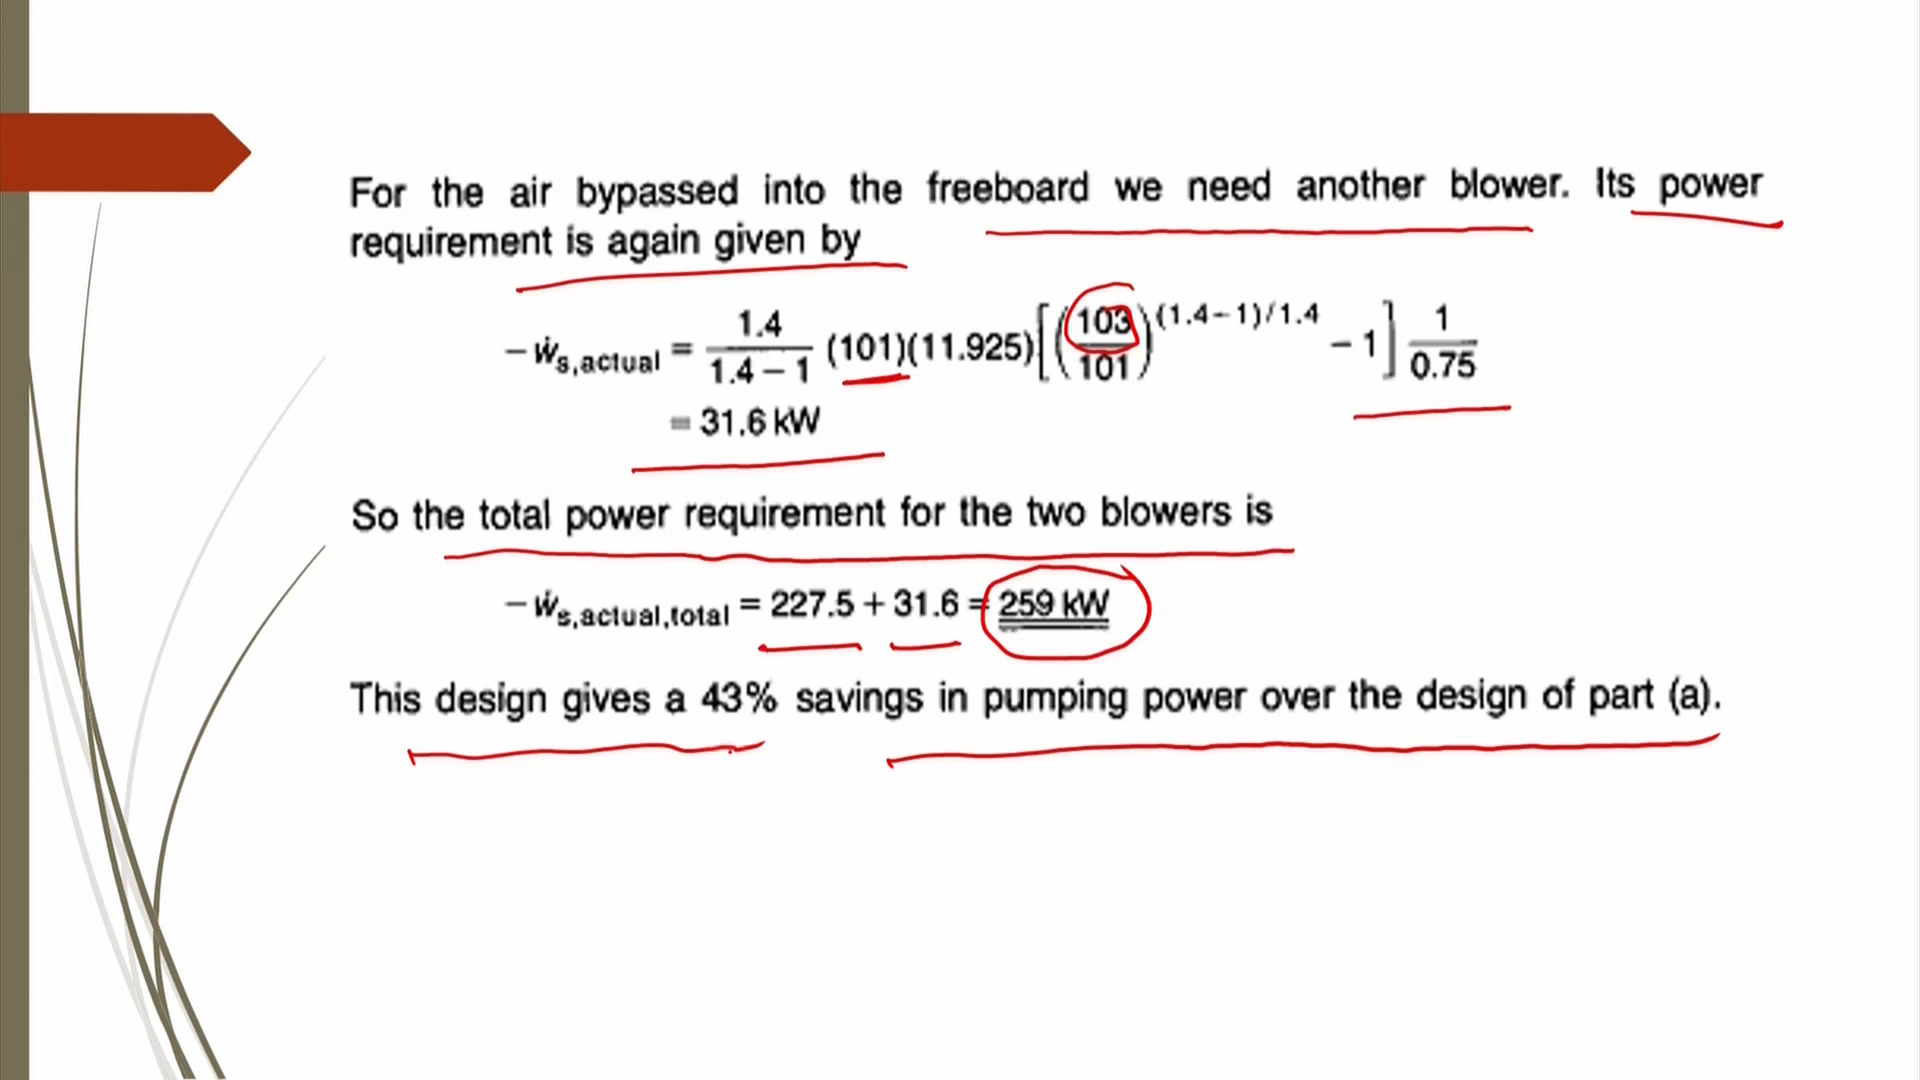 For the air bypassed into the freeboard we need another blower. Its power
requirement is again given by
−ẇs,actual = 1.4/(1.4 − 1) (101)(11.925)[(103/101)^(1.4−1)/1.4 − 1] 1/0.75
= 31.6 kW
So the total power requirement for the two blowers is
−ẇs,actual,total = 227.5 + 31.6 = 259 kW
This design gives a 43% savings in pumping power over the design of part (a).